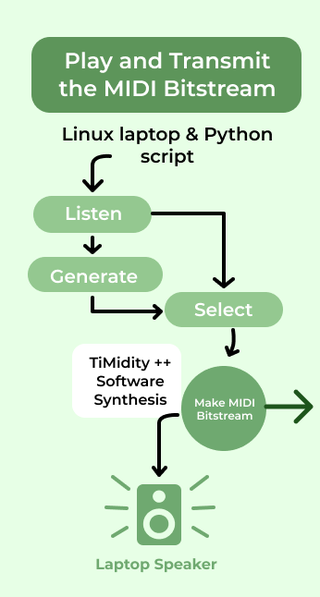 Play and Transmit
the MIDI Bitstream
Linux laptop & Python
script
Listen
Generate
Select
TiMidity ++
Software
Synthesis
Make MIDI
Bitstream
Laptop Speaker